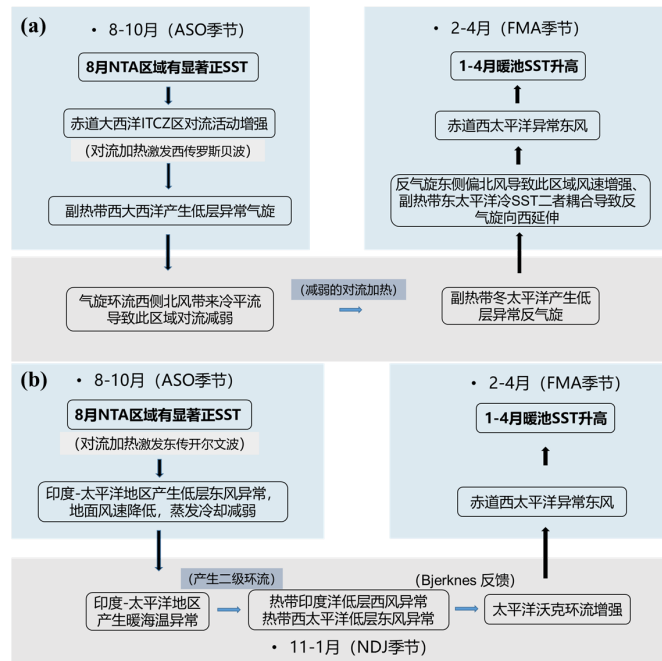 (a)
• 8-10月（ASO季节）
8月NTA区域有显著正SST
赤道大西洋ITCZ区对流活动增强
（对流加热激发西传罗斯贝波）
副热带西大西洋产生低层异常气旋
气旋环流西侧北风带来冷平流
导致此区域对流减弱
（减弱的对流加热）
• 2-4月（FMA季节）
1-4月暖池SST升高
赤道西太平洋异常东风
反气旋东侧偏北风导致此区域风速增强、
副热带东太平洋冷SST二者耦合导致反
气旋向西延伸
副热带冬太平洋产生低
层异常反气旋
(b)
• 8-10月（ASO季节）
8月NTA区域有显著正SST
（对流加热激发东传开尔文波）
印度-太平洋地区产生低层东风异常，
地面风速降低，蒸发冷却减弱
• 2-4月（FMA季节）
1-4月暖池SST升高
赤道西太平洋异常东风
（产生二级环流）
（Bjerknes 反馈）
印度-太平洋地区
产生暖海温异常
热带印度洋低层西风异常
热带西太平洋低层东风异常
太平洋沃克环流增强
• 11-1月（NDJ季节）